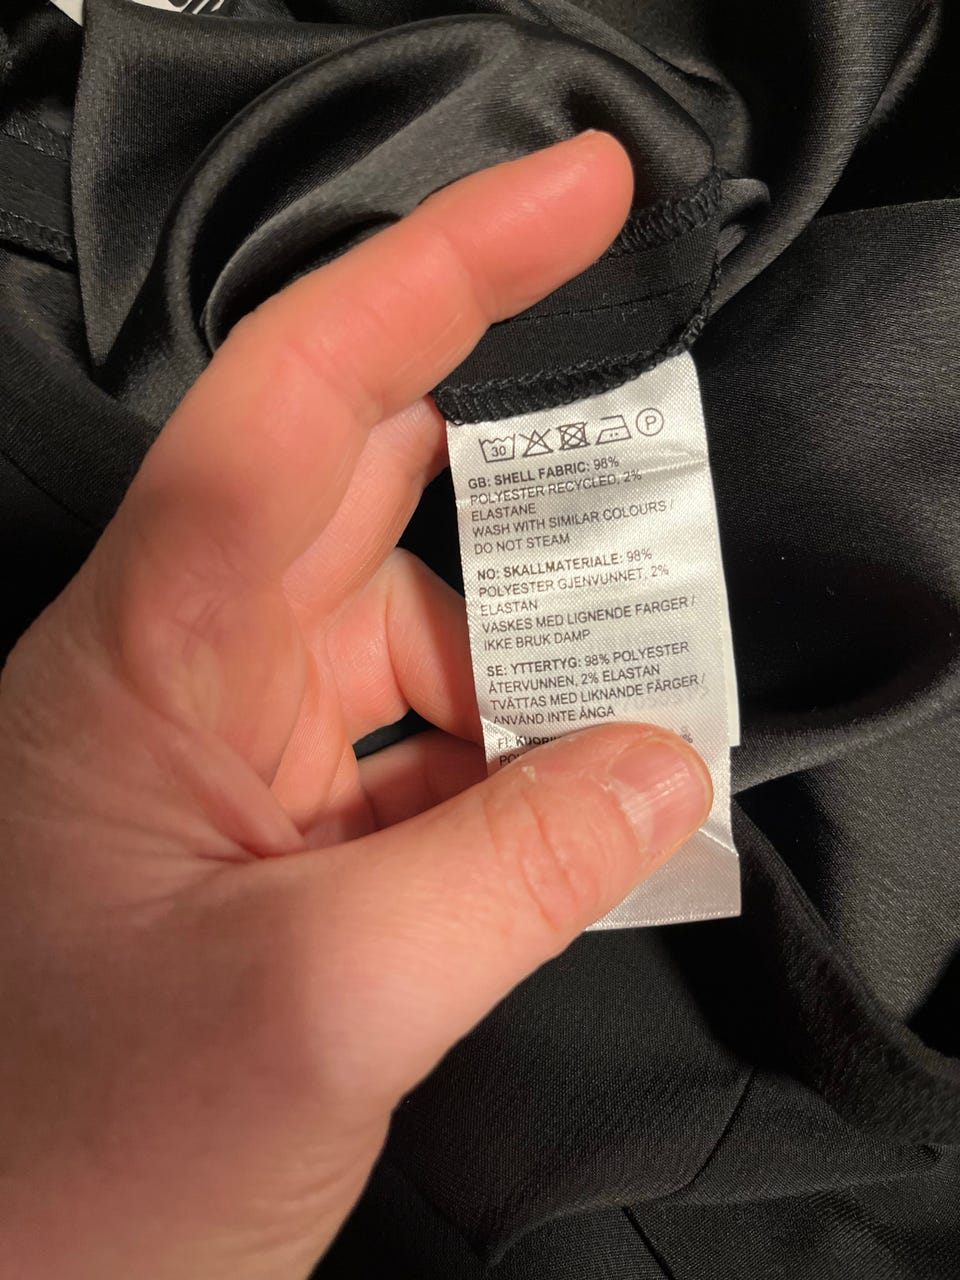 30 P
GB: SHELL FABRIC: 98%
POLYESTER RECYCLED, 2%
ELASTANE
WASH WITH SIMILAR COLOURS /
DO NOT STEAM
NO: SKALLMATERIALE: 98%
POLYESTER GJENVUNNET, 2%
ELASTAN
VASKES MED LIGNENDE FARGER /
IKKE BRUK DAMP
SE: YTTERTYG: 98% POLYESTER
ÅTERVUNNEN, 2% ELASTAN
TVÄTTAS MED LIKNANDE FÄRGER /
ANVÄND INTE ÅNGA
FI: